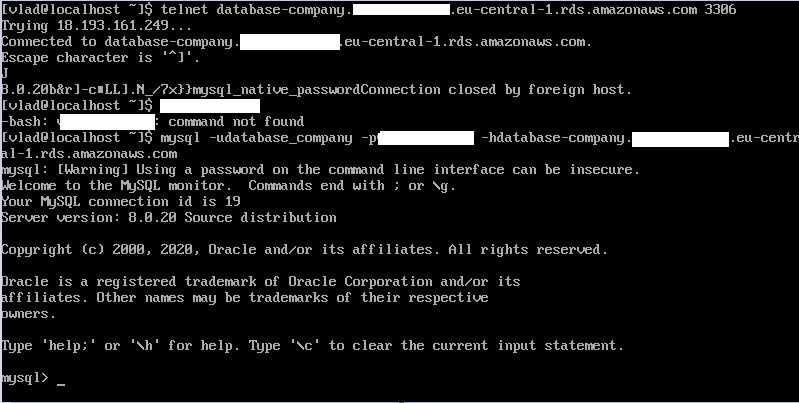 [vlad@localhost ~]$ telnet database-company. .eu-central-1.rds.amazonaws.com 3306
Trying 18.193.161.249...
Connected to database-company. .eu-central-1.rds.amazonaws.com.
Escape character is '^]'.
J
8.0.20b&r]-c■LL].N_/7x}}mysql_native_passwordConnection closed by foreign host.
[vlad@localhost ~]$
-bash: : command not found
[vlad@localhost ~]$ mysql -udatabase_company -p -hdatabase-company. .eu-centr
al-1.rds.amazonaws.com
mysql: [Warning] Using a password on the command line interface can be insecure.
Welcome to the MySQL monitor.  Commands end with ; or \g.
Your MySQL connection id is 19
Server version: 8.0.20 Source distribution
Copyright (c) 2000, 2020, Oracle and/or its affiliates. All rights reserved.
Oracle is a registered trademark of Oracle Corporation and/or its
affiliates. Other names may be trademarks of their respective
owners.
Type 'help;' or '\h' for help. Type '\c' to clear the current input statement.
mysql> _